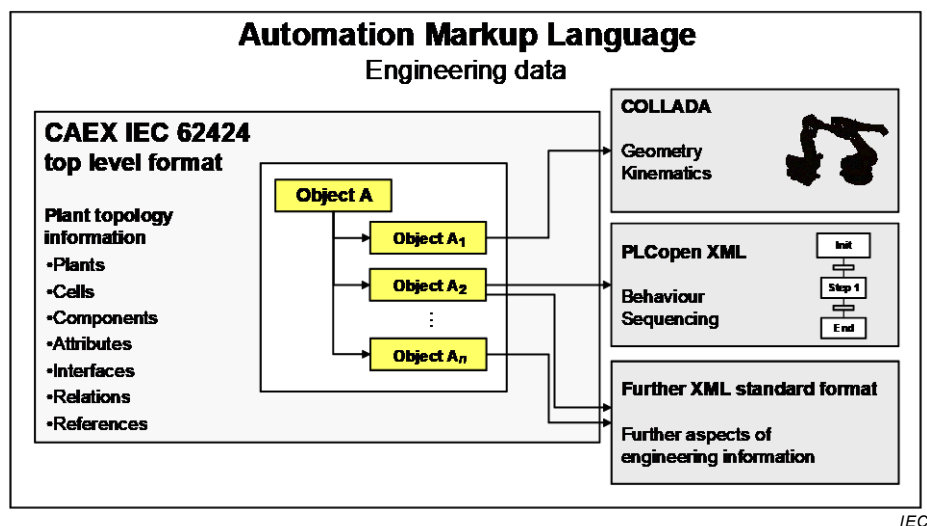 Automation Markup Language
Engineering data
CAEX IEC 62424
top level format
Plant topology
information
•Plants
•Cells
•Components
•Attributes
•Interfaces
•Relations
•References
Object A
Object A₁
Object A₂
⋮
Object Aₙ
COLLADA
Geometry
Kinematics
PLCopen XML
Behaviour
Sequencing
Init
Step 1
End
Further XML standard format
Further aspects of
engineering information
IEC